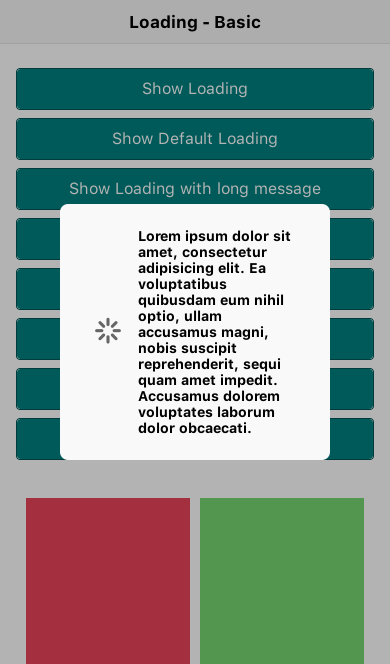 Loading - Basic
Show Loading
Show Default Loading
Show Loading with long message
Lorem ipsum dolor sit
amet, consectetur
adipisicing elit. Ea
voluptatibus
quibusdam eum nihil
optio, ullam
accusamus magni,
nobis suscipit
reprehenderit, sequi
quam amet impedit.
Accusamus dolorem
voluptates laborum
dolor obcaecati.